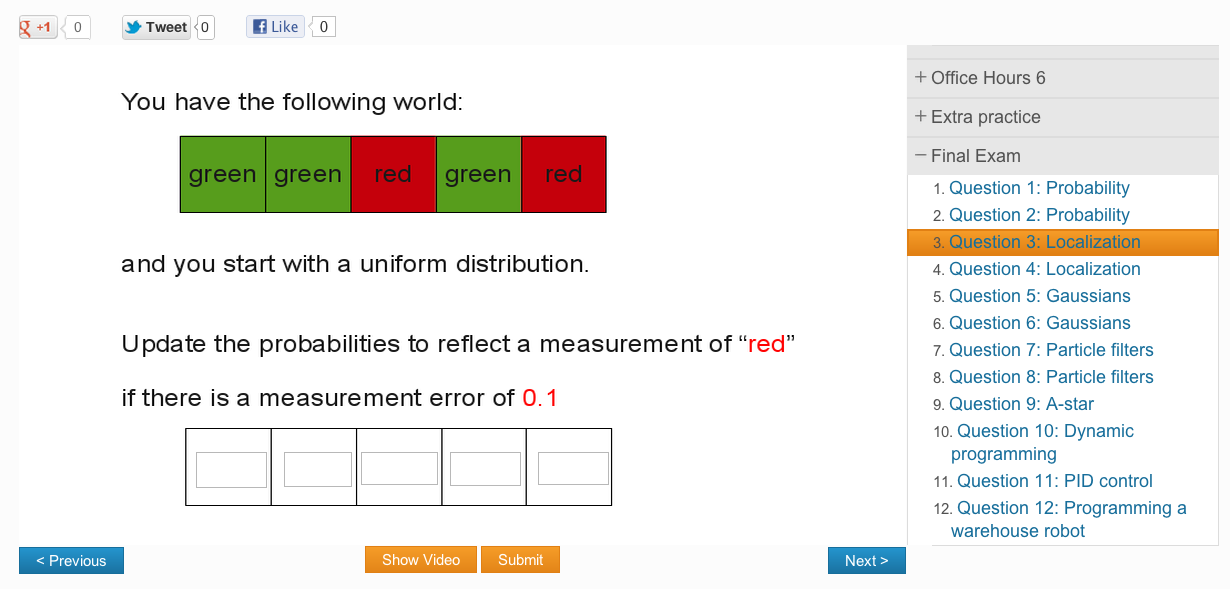 +1 0 Tweet 0 Like 0
You have the following world:
green green red green red
and you start with a uniform distribution.
Update the probabilities to reflect a measurement of “red”
if there is a measurement error of 0.1
< Previous
Show Video
Submit
Next >
+ Office Hours 6
+ Extra practice
− Final Exam
1. Question 1: Probability
2. Question 2: Probability
3. Question 3: Localization
4. Question 4: Localization
5. Question 5: Gaussians
6. Question 6: Gaussians
7. Question 7: Particle filters
8. Question 8: Particle filters
9. Question 9: A-star
10. Question 10: Dynamic
programming
11. Question 11: PID control
12. Question 12: Programming a
warehouse robot